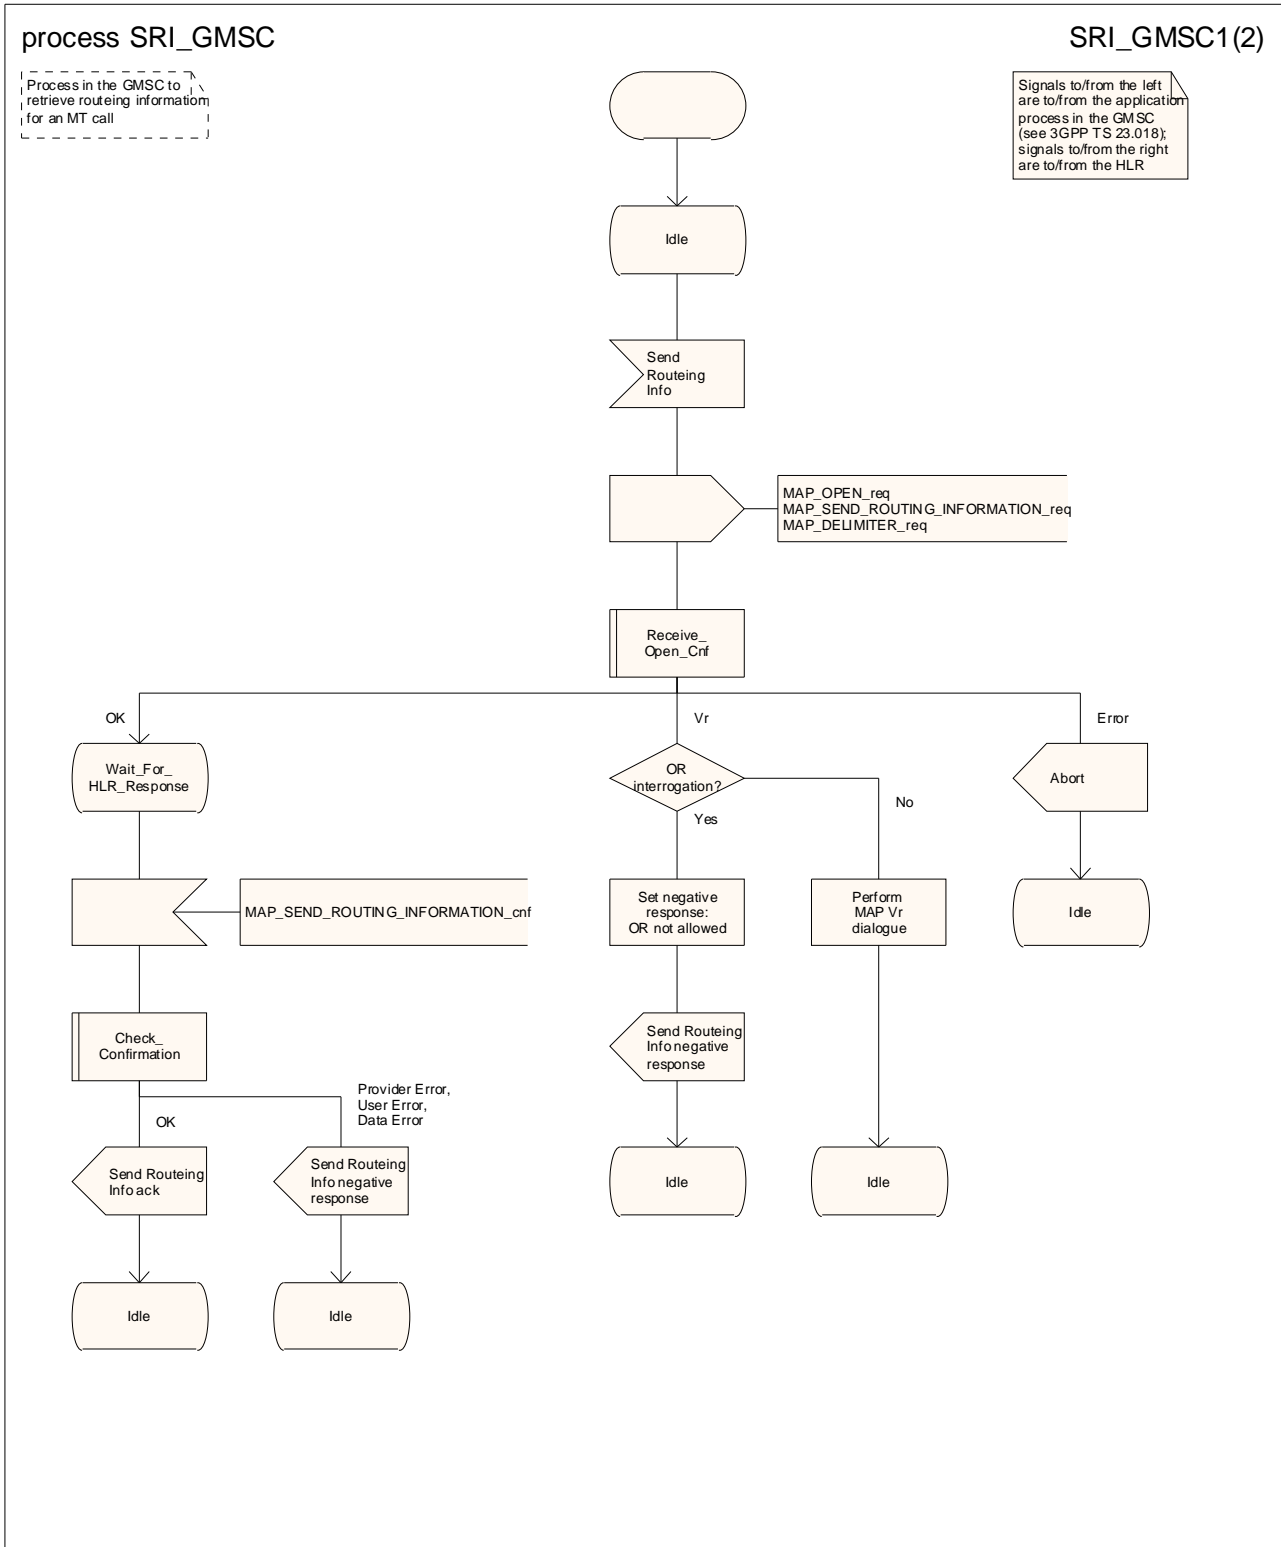 process SRI_GMSC
SRI_GMSC1(2)
Process in the GMSC to
retrieve routeing information
for an MT call
Signals to/from the left
are to/from the application
process in the GMSC
(see 3GPP TS 23.018);
signals to/from the right
are to/from the HLR
Idle
Send
Routeing
Info
MAP_OPEN_req
MAP_SEND_ROUTING_INFORMATION_req
MAP_DELIMITER_req
Receive_
Open_Cnf
OK
Vr
Error
Wait_For_
HLR_Response
OR
interrogation?
Abort
No
Yes
MAP_SEND_ROUTING_INFORMATION_cnf
Set negative
response:
OR not allowed
Perform
MAP Vr
dialogue
Idle
Check_
Confirmation
Send Routeing
Info negative
response
Provider Error,
User Error,
Data Error
OK
Send Routeing
Info ack
Send Routeing
Info negative
response
Idle
Idle
Idle
Idle